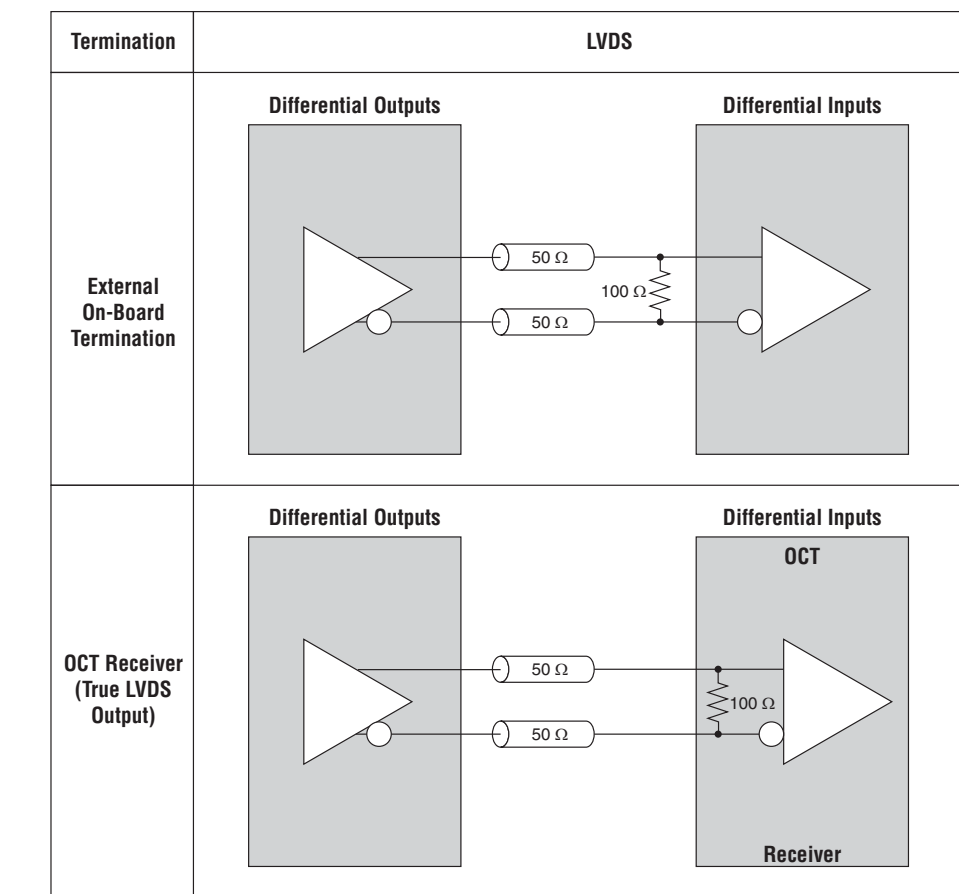 Termination
LVDS
Differential Outputs
Differential Inputs
External
On-Board
Termination
50 Ω
100 Ω
50 Ω
Differential Outputs
Differential Inputs
OCT
OCT Receiver
(True LVDS
Output)
50 Ω
100 Ω
50 Ω
Receiver